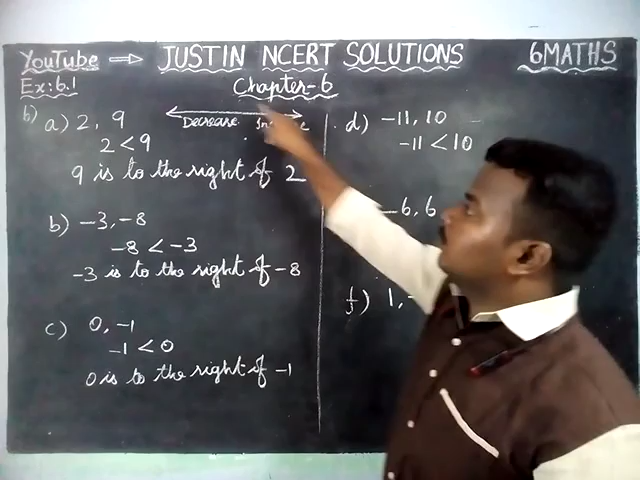 YouTube → JUSTIN NCERT SOLUTIONS 6MATHS
Ex:6.1 Chapter-6
6) a) 2, 9
Decrease
2 < 9
9 is to the right of 2
b) -3, -8
-8 < -3
-3 is to the right of -8
c) 0, -1
-1 < 0
0 is to the right of -1
d) -11, 10
-11 < 10
-6, 6
f) 1, -